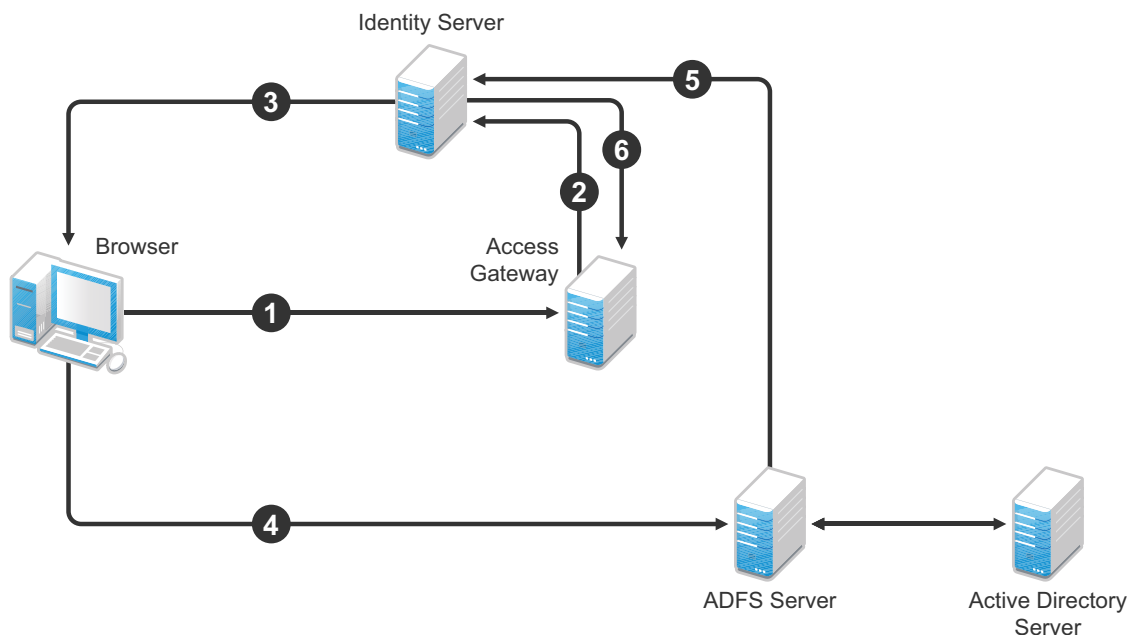 Identity Server
5
3
6
2
Browser
Access
Gateway
1
4
ADFS Server
Active Directory
Server